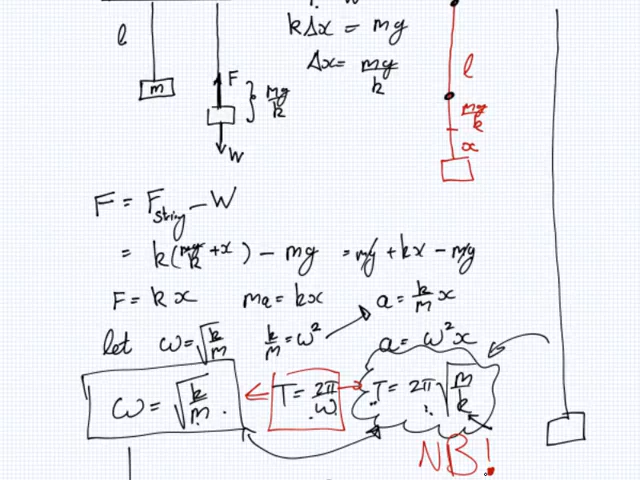 kΔx = mg
l
Δx = mg/k
l
F
m
mg/k
mg/k
x
W
F = F_string - W
= k(mg/k + x) - mg = mg + kx - mg
F = kx ma = kx a = k/m x
let ω = √k/m k/m = ω² a = ω²x
ω = √k/m . T = 2π/ω T = 2π √m/k
NB!